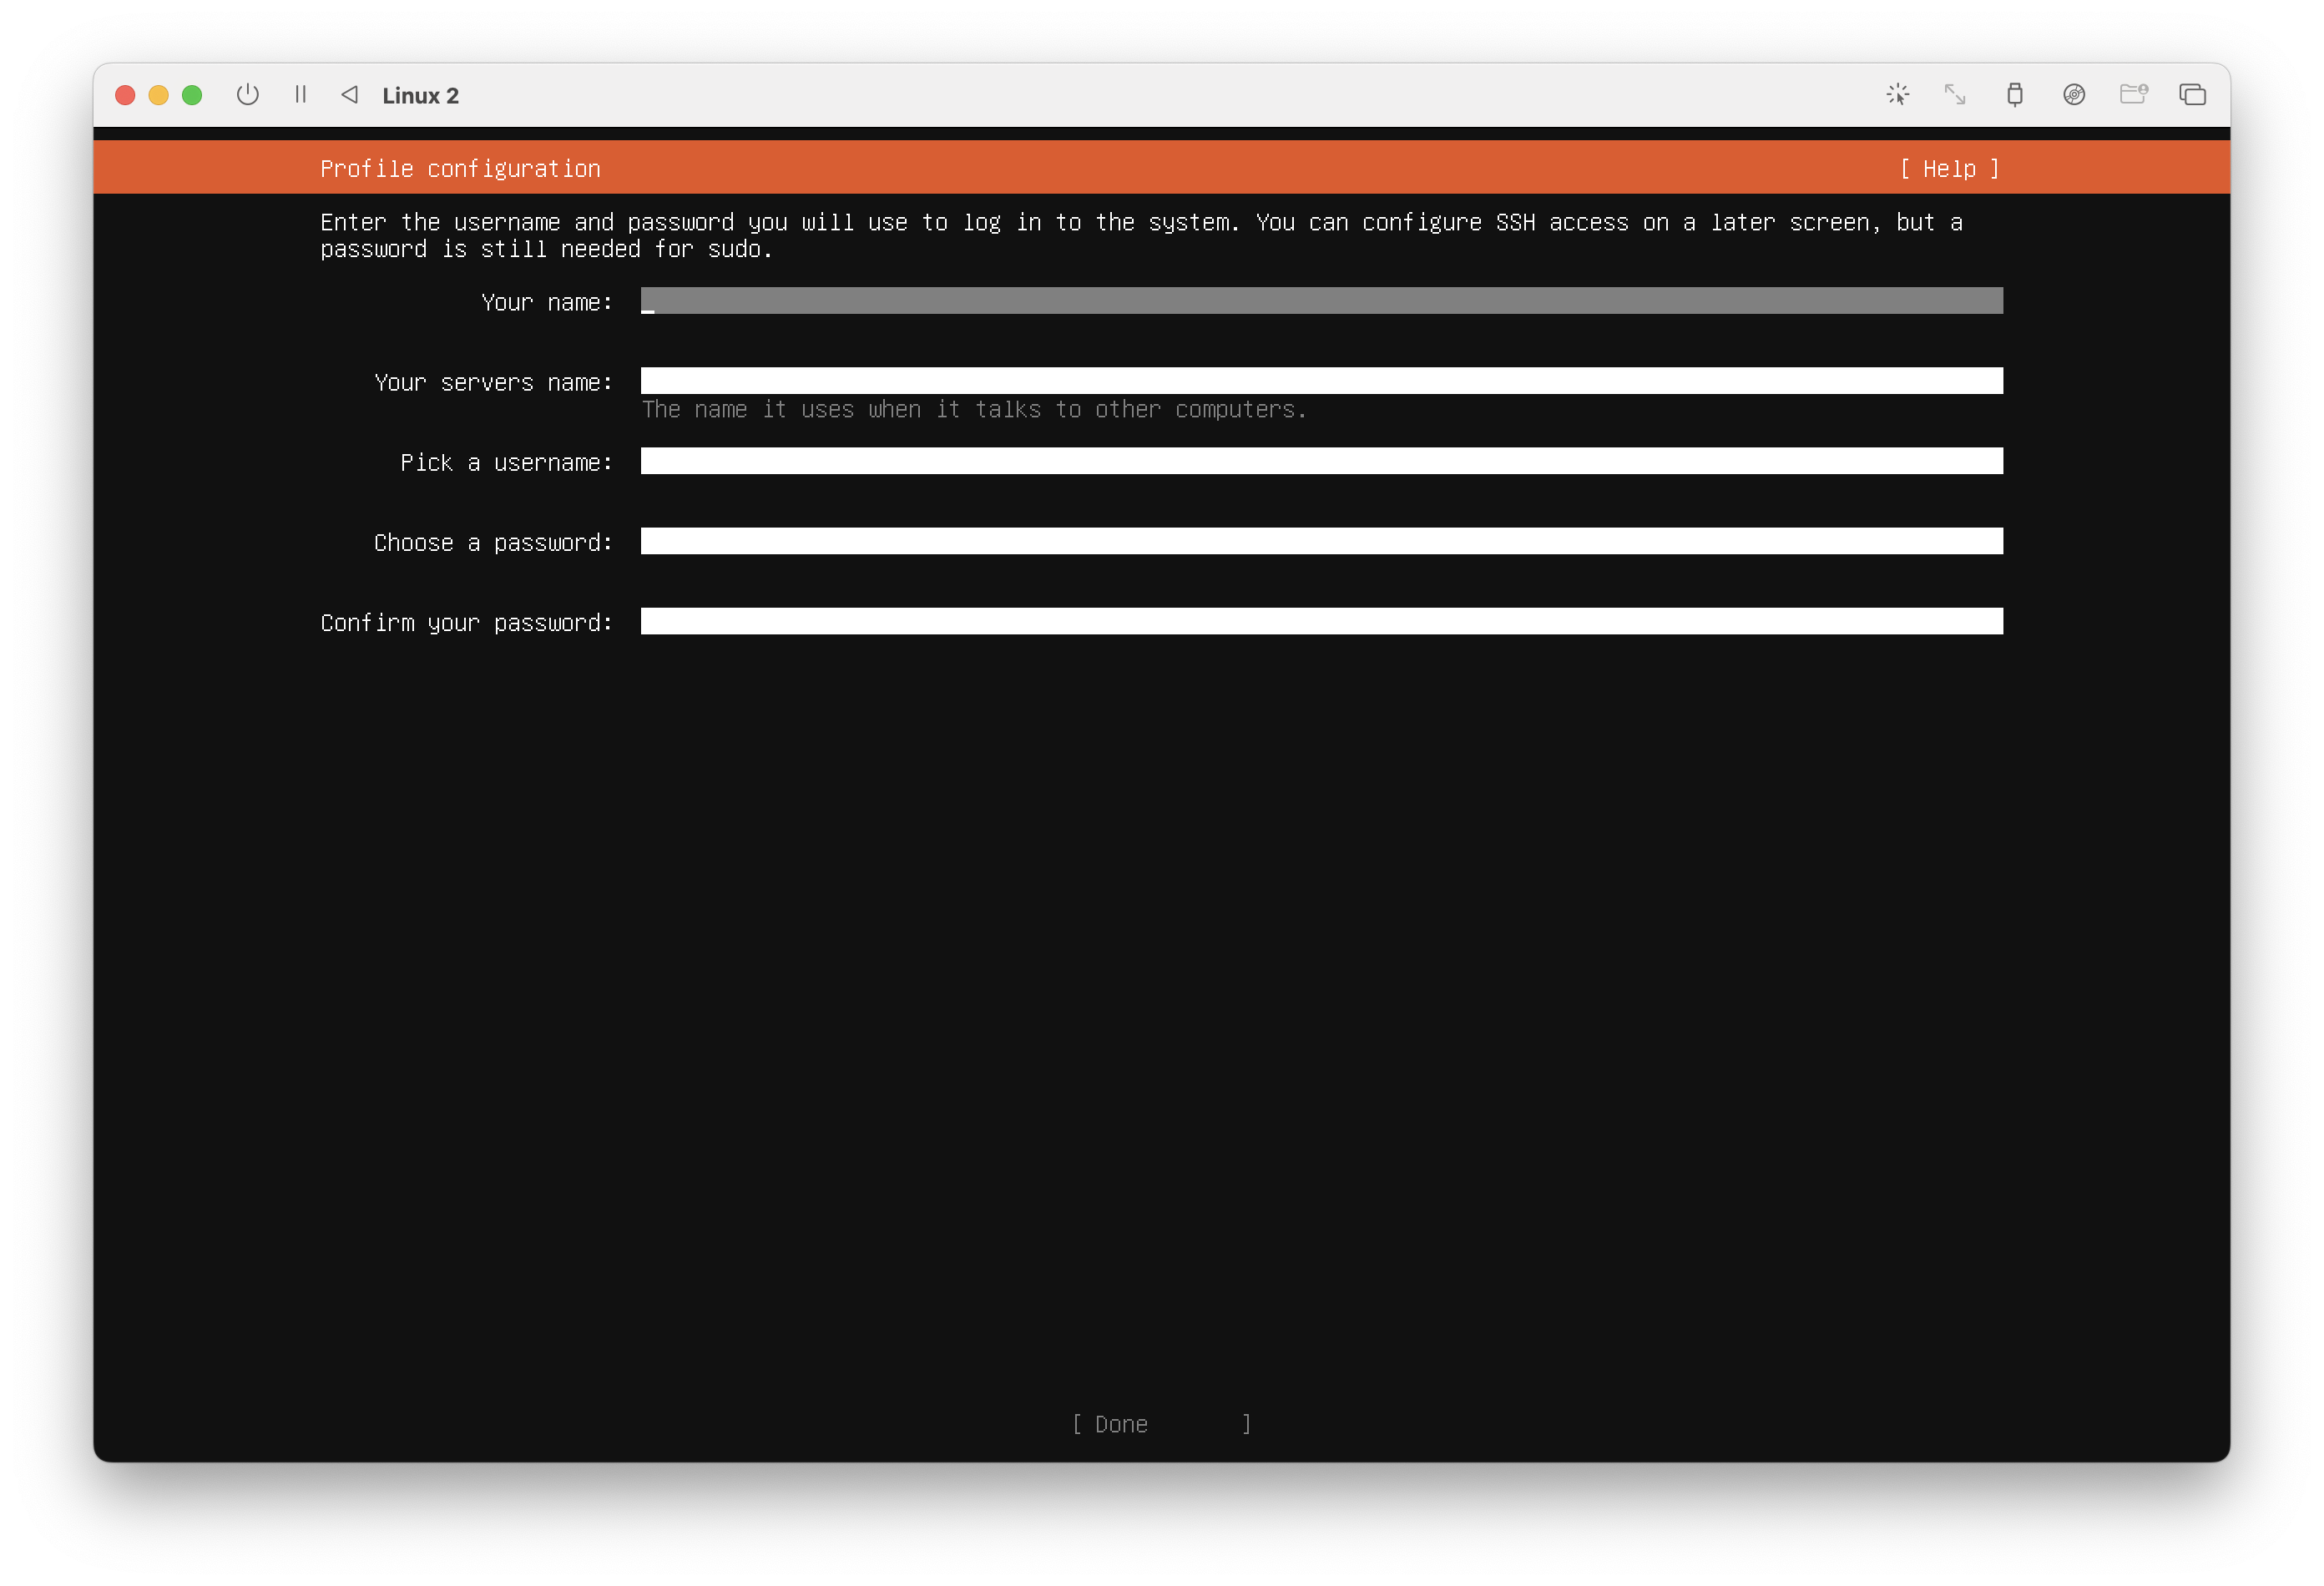 Linux 2
Profile configuration [ Help ]
Enter the username and password you will use to log in to the system. You can configure SSH access on a later screen, but a
password is still needed for sudo.
Your name:
Your servers name:
The name it uses when it talks to other computers.
Pick a username:
Choose a password:
Confirm your password:
[ Done ]